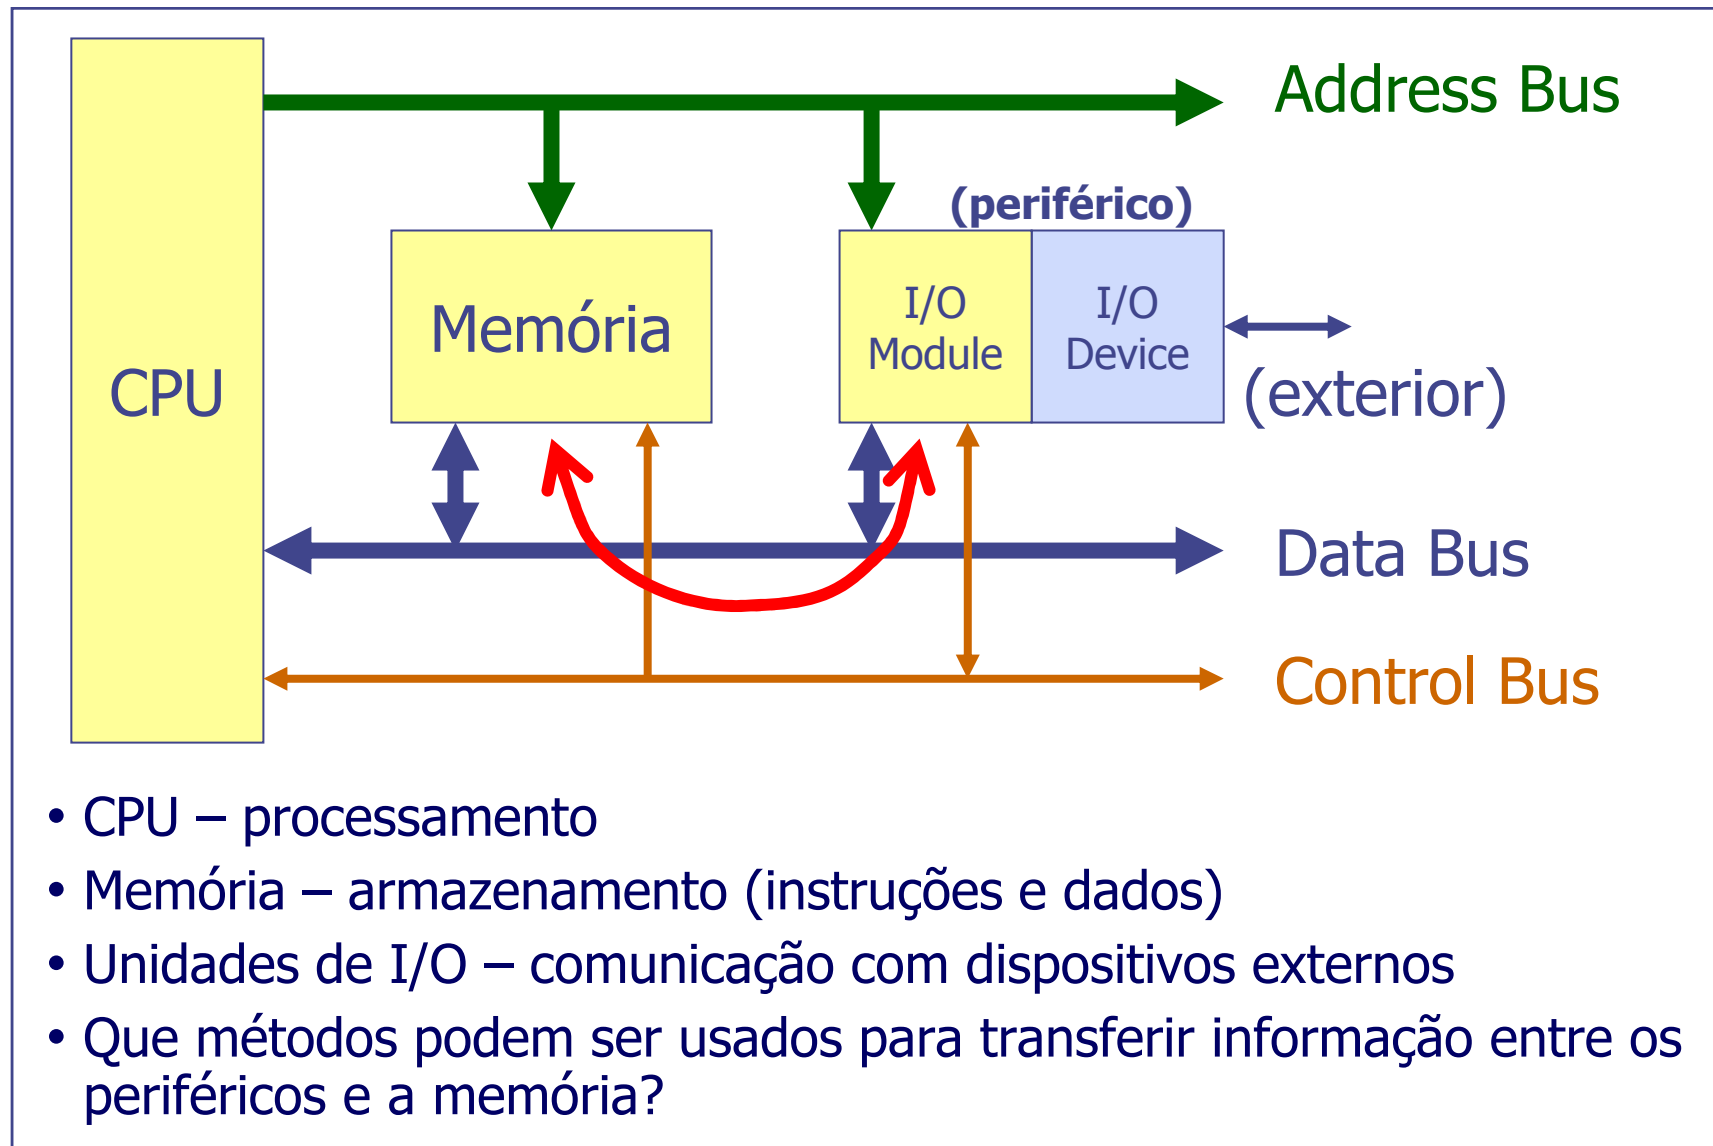 Address Bus
(periférico)
CPU
Memória
I/O
Module
I/O
Device
(exterior)
Data Bus
Control Bus
• CPU – processamento
• Memória – armazenamento (instruções e dados)
• Unidades de I/O – comunicação com dispositivos externos
• Que métodos podem ser usados para transferir informação entre os
periféricos e a memória?